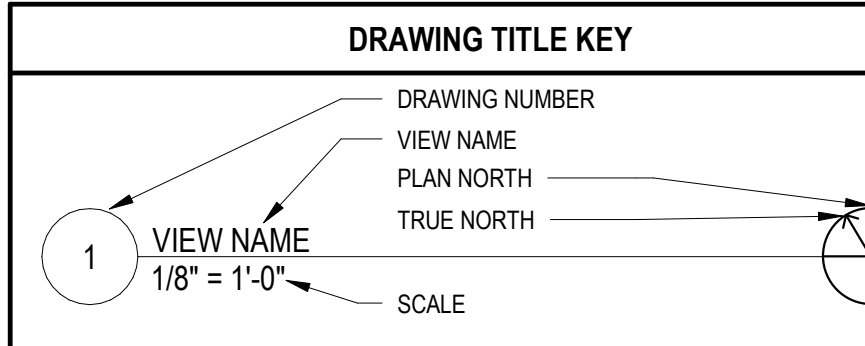 DRAWING TITLE KEY
DRAWING NUMBER
VIEW NAME
PLAN NORTH
TRUE NORTH
1
VIEW NAME
1/8" = 1'-0"
SCALE